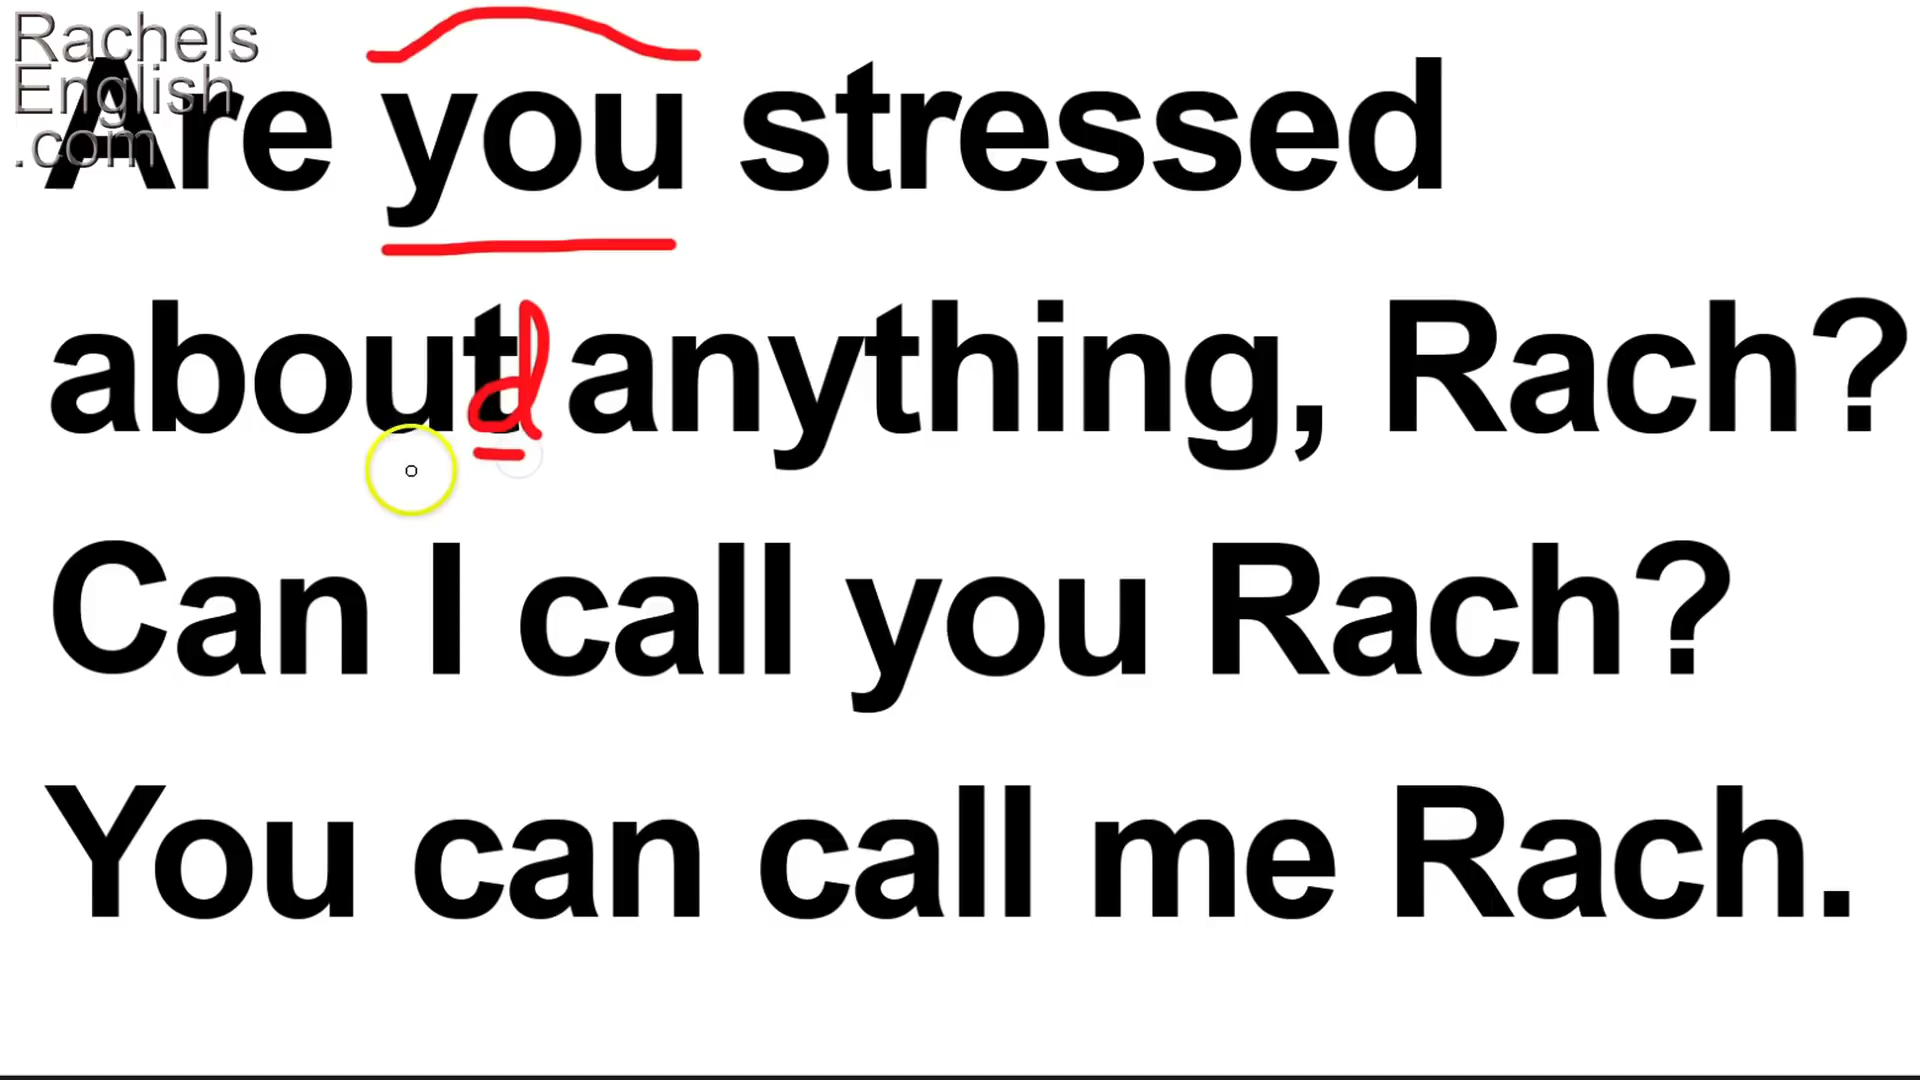 Rachels
English
.com
Are you stressed
about anything, Rach?
d
Can I call you Rach?
You can call me Rach.